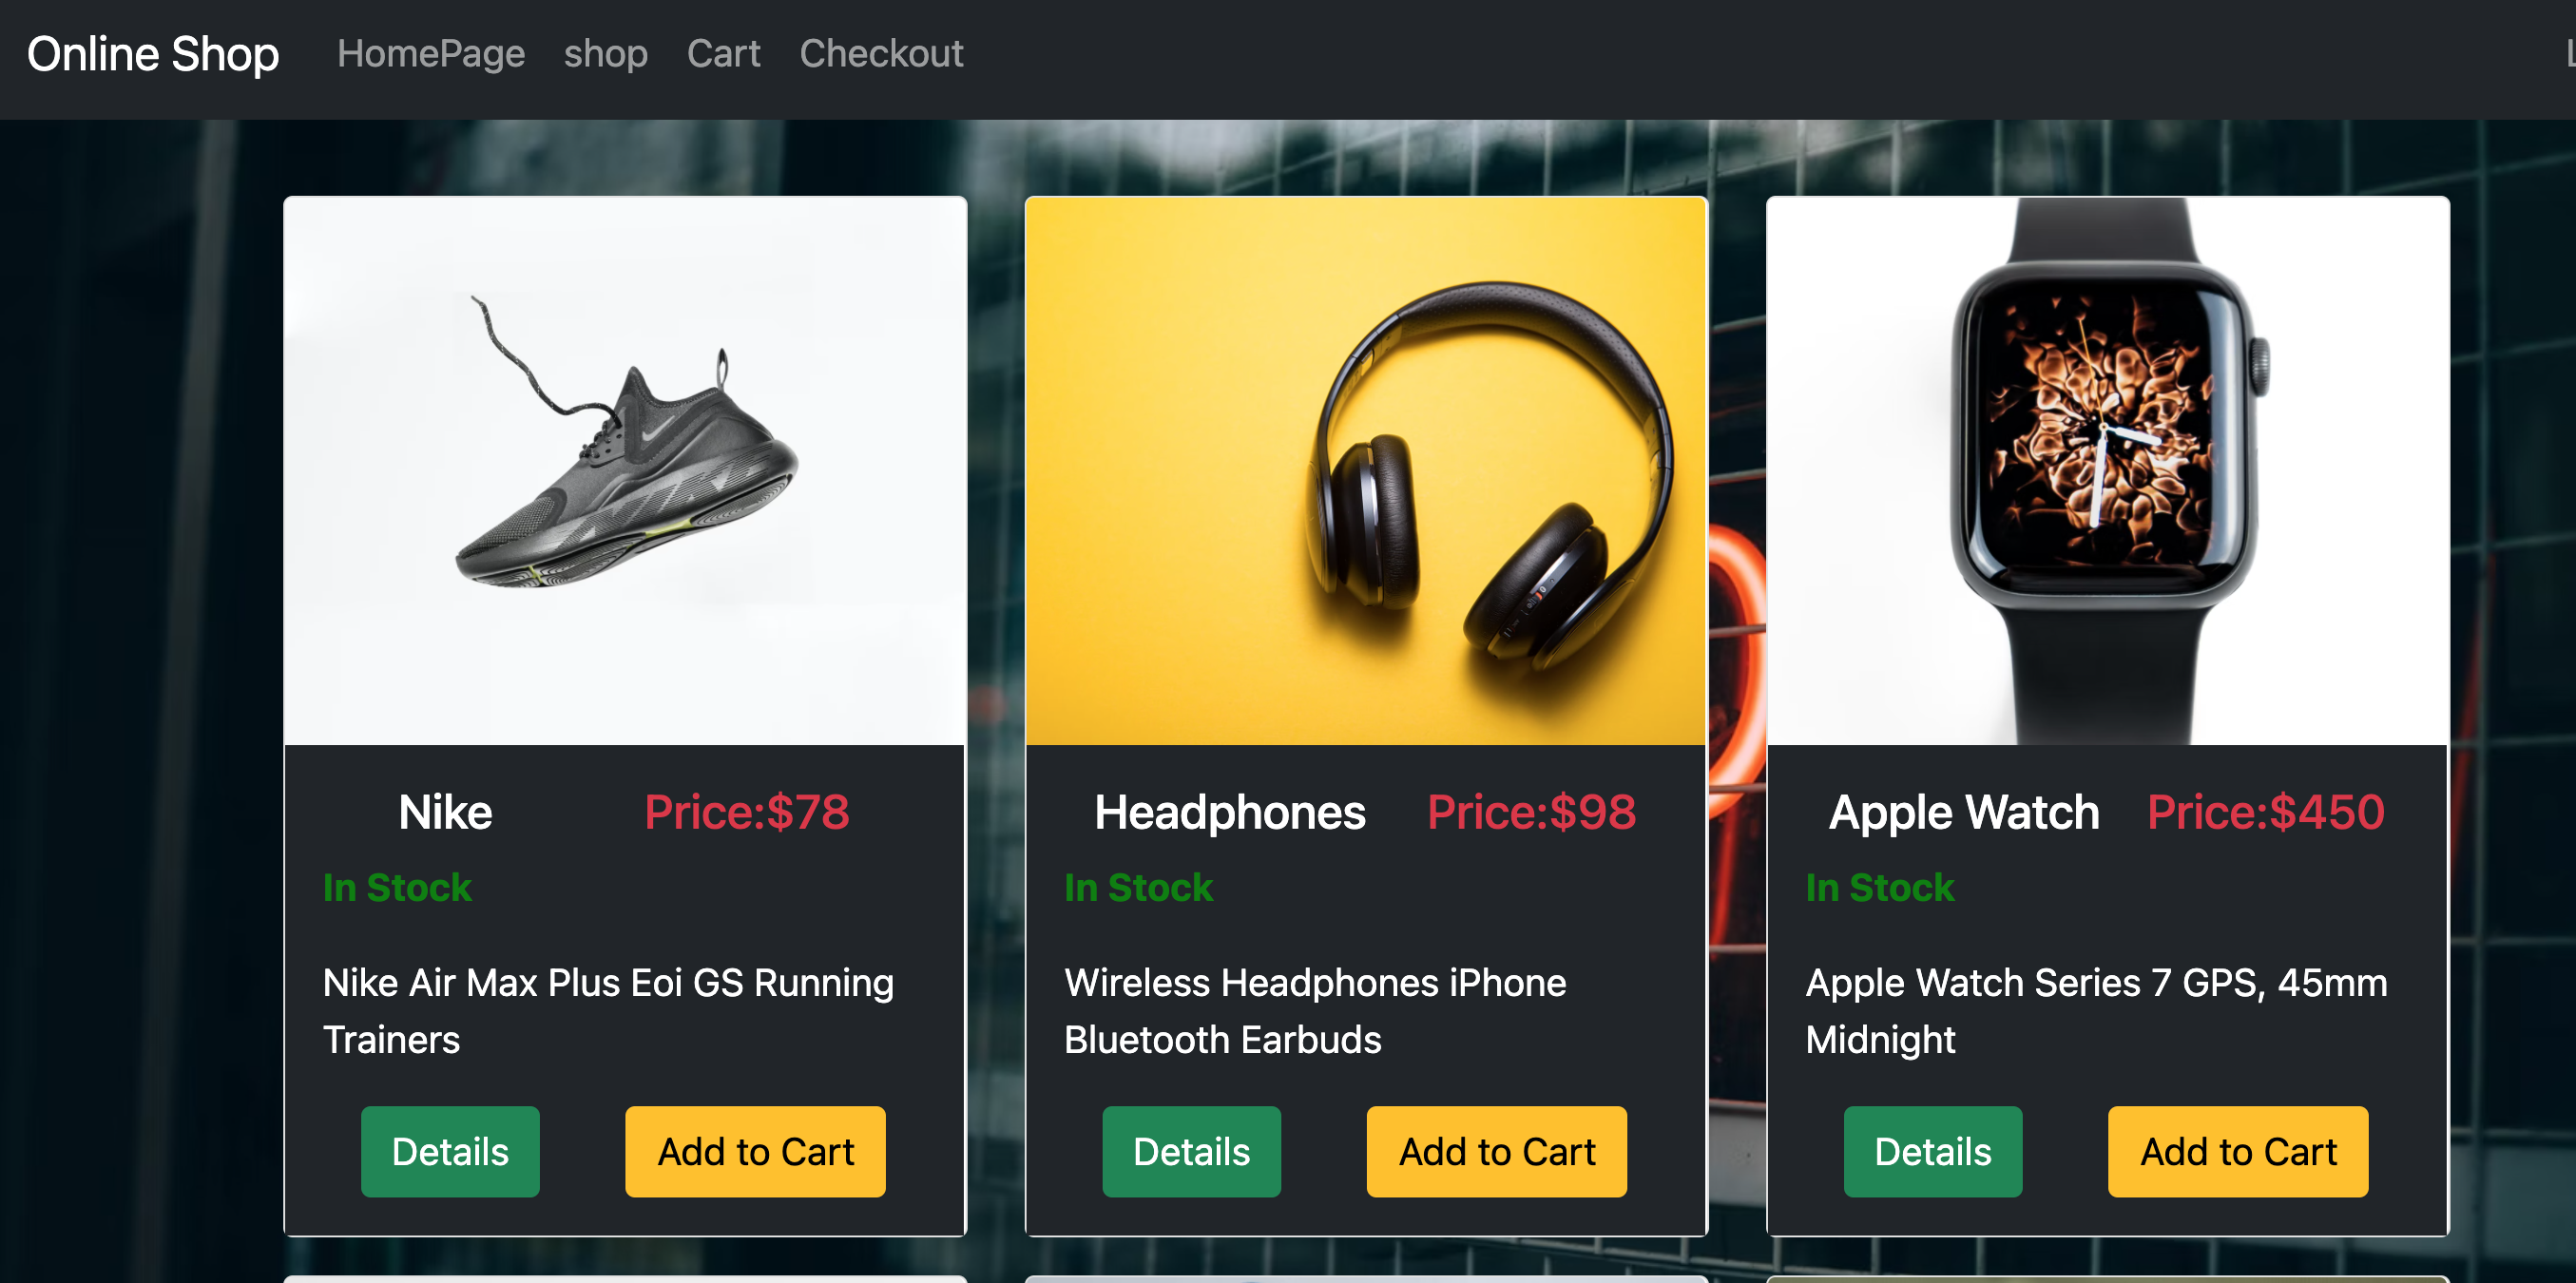 Online Shop HomePage shop Cart Checkout
Nike Price:$78
In Stock
Nike Air Max Plus Eoi GS Running
Trainers
Details Add to Cart
Headphones Price:$98
In Stock
Wireless Headphones iPhone
Bluetooth Earbuds
Details Add to Cart
Apple Watch Price:$450
In Stock
Apple Watch Series 7 GPS, 45mm
Midnight
Details Add to Cart